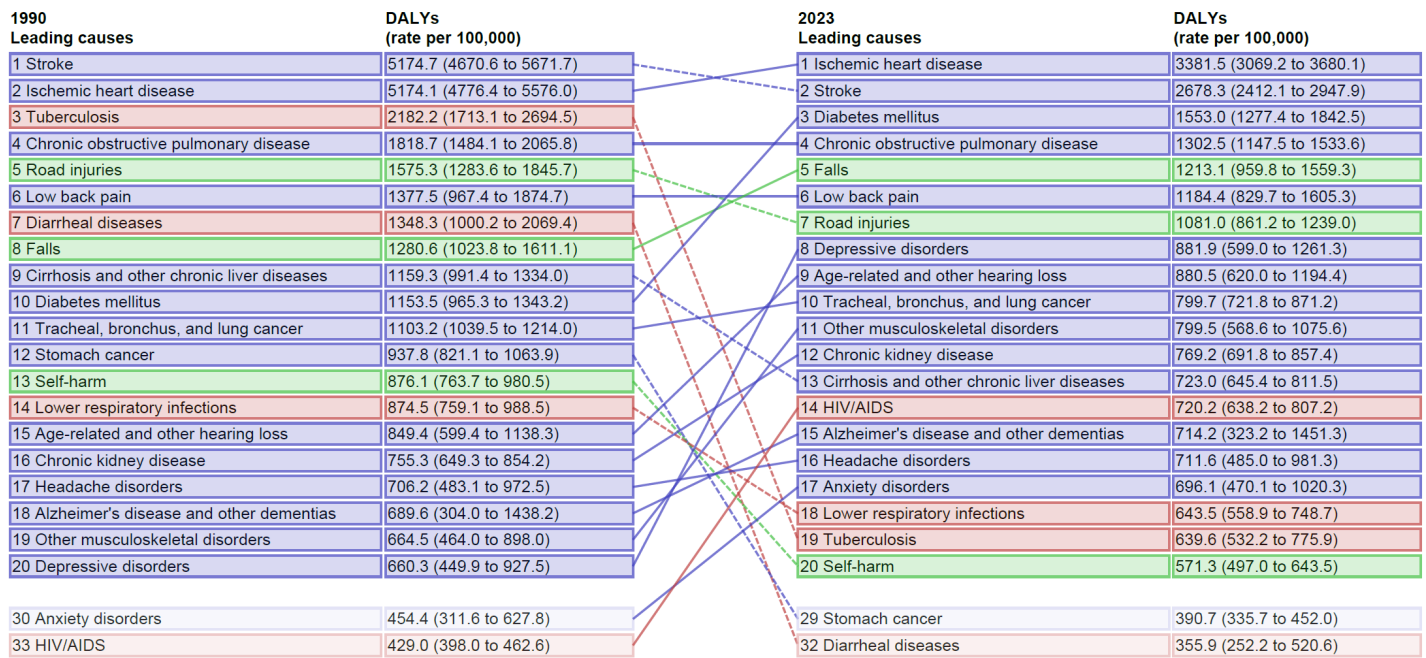 1990 DALYs 2023 DALYs
Leading causes (rate per 100,000) Leading causes (rate per 100,000)
1 Stroke 5174.7 (4670.6 to 5671.7) 1 Ischemic heart disease 3381.5 (3069.2 to 3680.1)
2 Ischemic heart disease 5174.1 (4776.4 to 5576.0) 2 Stroke 2678.3 (2412.1 to 2947.9)
3 Tuberculosis 2182.2 (1713.1 to 2694.5) 3 Diabetes mellitus 1553.0 (1277.4 to 1842.5)
4 Chronic obstructive pulmonary disease 1818.7 (1484.1 to 2065.8) 4 Chronic obstructive pulmonary disease 1302.5 (1147.5 to 1533.6)
5 Road injuries 1575.3 (1283.6 to 1845.7) 5 Falls 1213.1 (959.8 to 1559.3)
6 Low back pain 1377.5 (967.4 to 1874.7) 6 Low back pain 1184.4 (829.7 to 1605.3)
7 Diarrheal diseases 1348.3 (1000.2 to 2069.4) 7 Road injuries 1081.0 (861.2 to 1239.0)
8 Falls 1280.6 (1023.8 to 1611.1) 8 Depressive disorders 881.9 (599.0 to 1261.3)
9 Cirrhosis and other chronic liver diseases 1159.3 (991.4 to 1334.0) 9 Age-related and other hearing loss 880.5 (620.0 to 1194.4)
10 Diabetes mellitus 1153.5 (965.3 to 1343.2) 10 Tracheal, bronchus, and lung cancer 799.7 (721.8 to 871.2)
11 Tracheal, bronchus, and lung cancer 1103.2 (1039.5 to 1214.0) 11 Other musculoskeletal disorders 799.5 (568.6 to 1075.6)
12 Stomach cancer 937.8 (821.1 to 1063.9) 12 Chronic kidney disease 769.2 (691.8 to 857.4)
13 Self-harm 876.1 (763.7 to 980.5) 13 Cirrhosis and other chronic liver diseases 723.0 (645.4 to 811.5)
14 Lower respiratory infections 874.5 (759.1 to 988.5) 14 HIV/AIDS 720.2 (638.2 to 807.2)
15 Age-related and other hearing loss 849.4 (599.4 to 1138.3) 15 Alzheimer's disease and other dementias 714.2 (323.2 to 1451.3)
16 Chronic kidney disease 755.3 (649.3 to 854.2) 16 Headache disorders 711.6 (485.0 to 981.3)
17 Headache disorders 706.2 (483.1 to 972.5) 17 Anxiety disorders 696.1 (470.1 to 1020.3)
18 Alzheimer's disease and other dementias 689.6 (304.0 to 1438.2) 18 Lower respiratory infections 643.5 (558.9 to 748.7)
19 Other musculoskeletal disorders 664.5 (464.0 to 898.0) 19 Tuberculosis 639.6 (532.2 to 775.9)
20 Depressive disorders 660.3 (449.9 to 927.5) 20 Self-harm 571.3 (497.0 to 643.5)
30 Anxiety disorders 454.4 (311.6 to 627.8) 29 Stomach cancer 390.7 (335.7 to 452.0)
33 HIV/AIDS 429.0 (398.0 to 462.6) 32 Diarrheal diseases 355.9 (252.2 to 520.6)